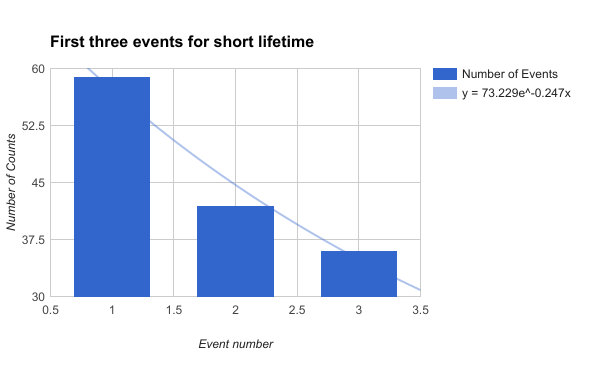 First three events for short lifetime
Number of Events
y = 73.229e^-0.247x
Number of Counts
60
52.5
45
37.5
30
0.5 1 1.5 2 2.5 3 3.5
Event number